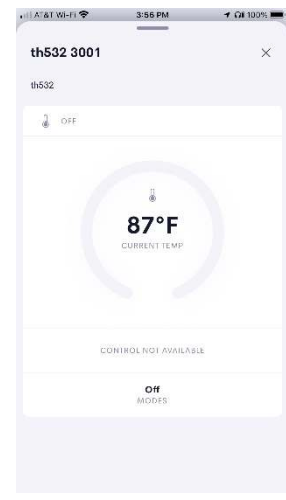 AT&T Wi-Fi 3:56 PM 100%
th532 3001
th532
OFF
87°F
CURRENT TEMP
CONTROL NOT AVAILABLE
Off
MODES